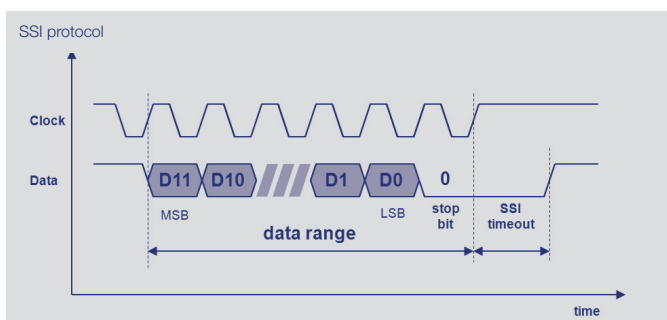 SSI protocol
Clock
Data
D11 D10 D1 D0 0
MSB LSB stop bit SSI timeout
data range
time